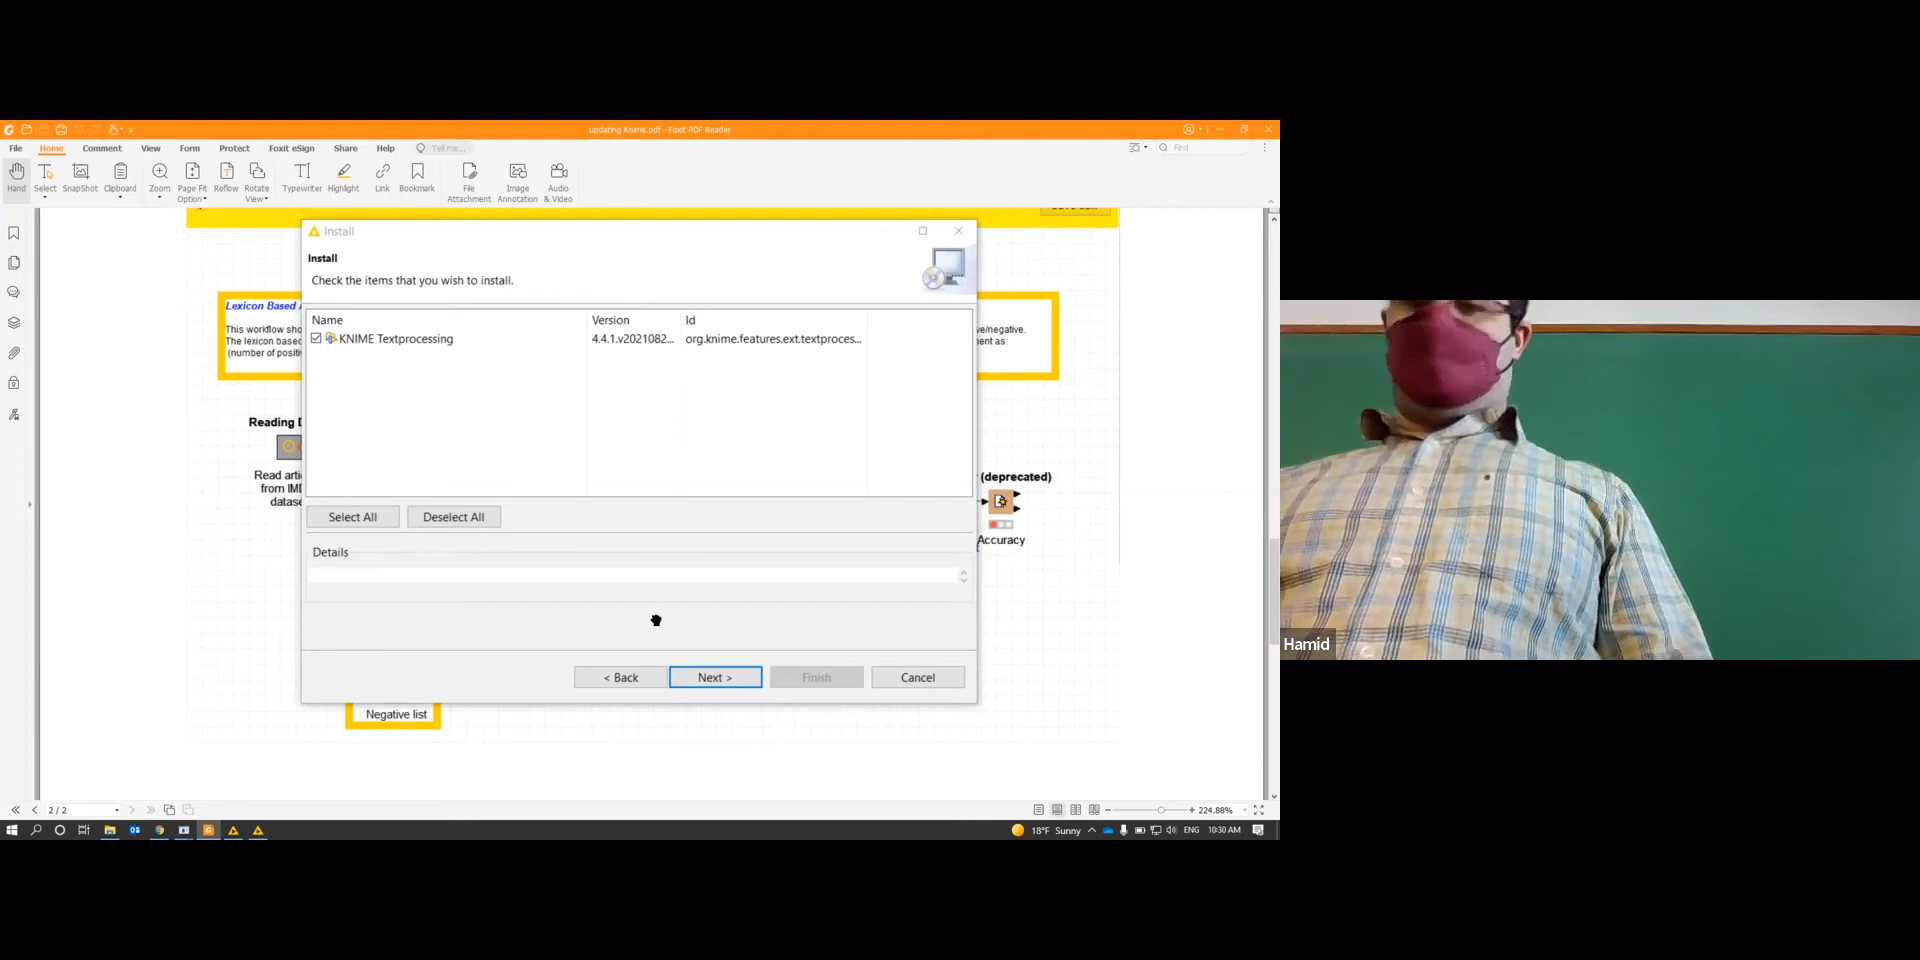 updating Knime.pdf - Foxit PDF Reader
File Home Comment View Form Protect Foxit eSign Share Help Tell me... Find
Hand Select SnapShot Clipboard Zoom Page Fit Option Reflow Rotate View Typewriter Highlight Link Bookmark File Attachment Image Annotation Audio & Video
Install
Install
Check the items that you wish to install.
Name Version Id
KNIME Textprocessing 4.4.1.v2021082... org.knime.features.ext.textproces...
Select All Deselect All
Details
< Back Next > Finish Cancel
Lexicon Based
This workflow sho
The lexicon based
(number of positi
ve/negative.
nent as:
Reading D
Read arti
from IMD
datase
(deprecated)
Accuracy
Negative list
2 / 2
224.88%
18°F Sunny ENG 10:30 AM
Hamid